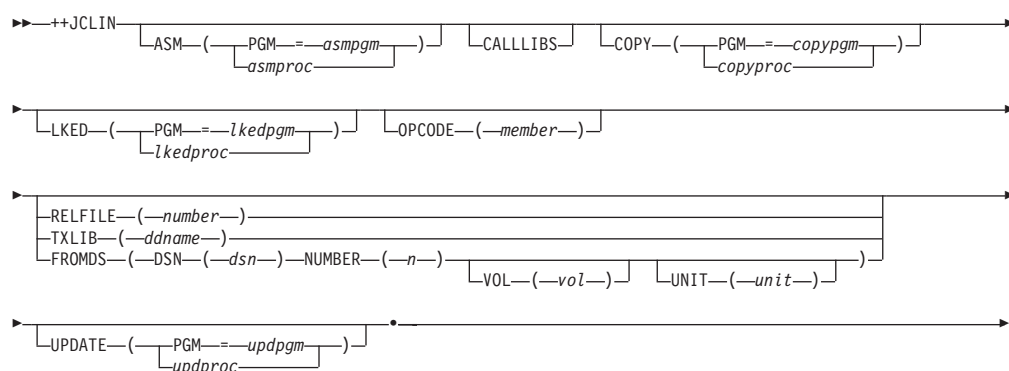 ++JCLIN ASM ( PGM = asmpgm ) CALLLIBS COPY ( PGM = copypgm )
asmproc copyproc
LKED ( PGM = lkedpgm ) OPCODE ( member )
lkedproc
RELFILE ( number )
TXLIB ( ddname )
FROMDS ( DSN ( dsn ) NUMBER ( n ) VOL ( vol ) UNIT ( unit ) )
UPDATE ( PGM = updpgm ) .
updproc